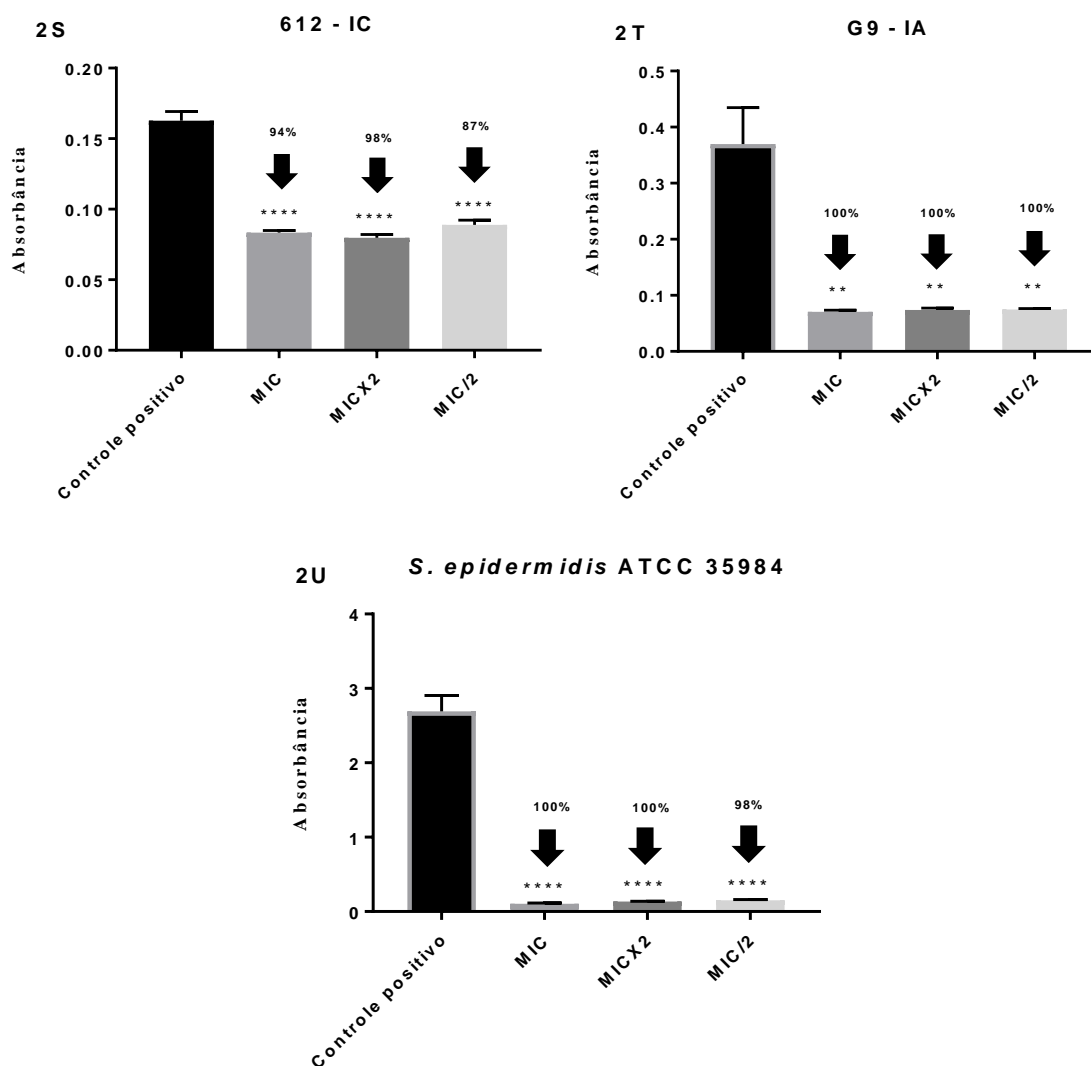 2S
612 - IC
Absorbância
0.20
0.15
0.10
0.05
0.00
94%
98%
87%
****
****
****
Controle positivo
MIC
MICX2
MIC/2
2T
G9 - IA
Absorbância
0.5
0.4
0.3
0.2
0.1
0.0
100%
100%
100%
**
**
**
Controle positivo
MIC
MICX2
MIC/2
2U
S. epidermidis ATCC 35984
Absorbância
4
3
2
1
0
100%
100%
98%
****
****
****
Controle positivo
MIC
MICX2
MIC/2